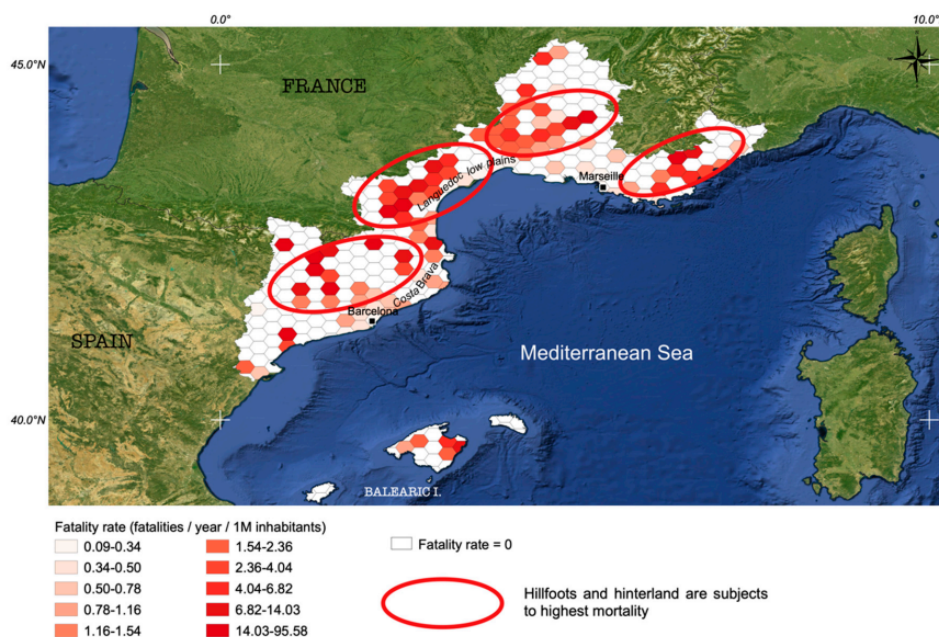 0.0°
10.0°
45.0°N
FRANCE
Languedoc low plains
Marseille
Costa Brava
Barcelona
SPAIN
Mediterranean Sea
40.0°N
BALEARIC I.
Fatality rate (fatalities / year / 1M inhabitants)
0.09-0.34
0.34-0.50
0.50-0.78
0.78-1.16
1.16-1.54
1.54-2.36
2.36-4.04
4.04-6.82
6.82-14.03
14.03-95.58
Fatality rate = 0
Hillfoots and hinterland are subjects
to highest mortality